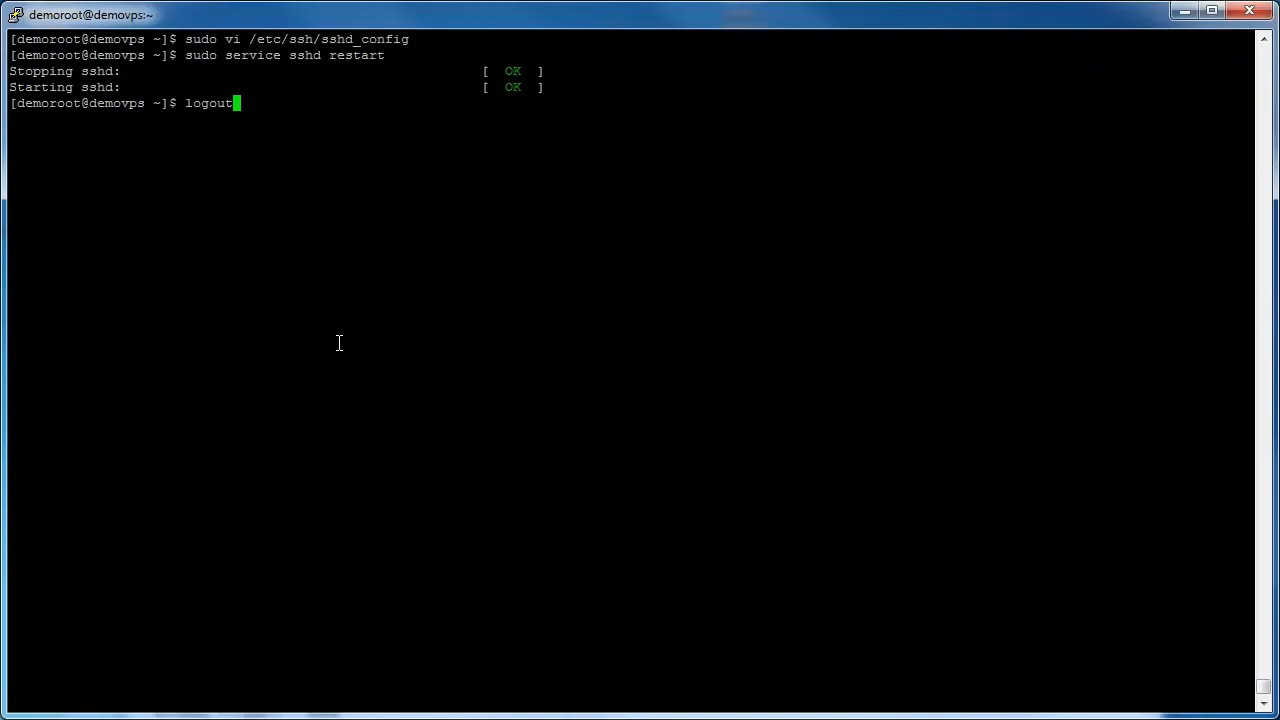 demoroot@demovps:~
[demoroot@demovps ~]$ sudo vi /etc/ssh/sshd_config
[demoroot@demovps ~]$ sudo service sshd restart
Stopping sshd: [ OK ]
Starting sshd: [ OK ]
[demoroot@demovps ~]$ logout